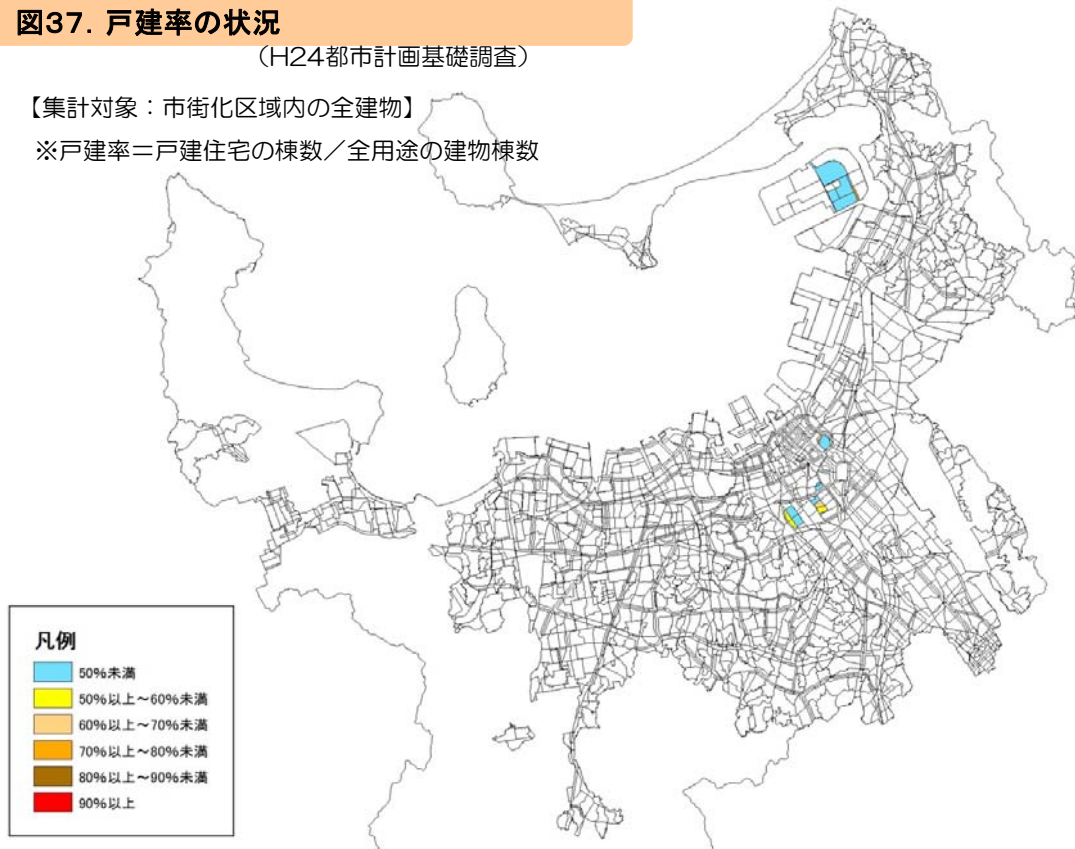 図37．戸建率の状況
（H24都市計画基礎調査）
【集計対象：市街化区域内の全建物】
※戸建率＝戸建住宅の棟数／全用途の建物棟数
凡例
50%未満
50%以上～60%未満
60%以上～70%未満
70%以上～80%未満
80%以上～90%未満
90%以上